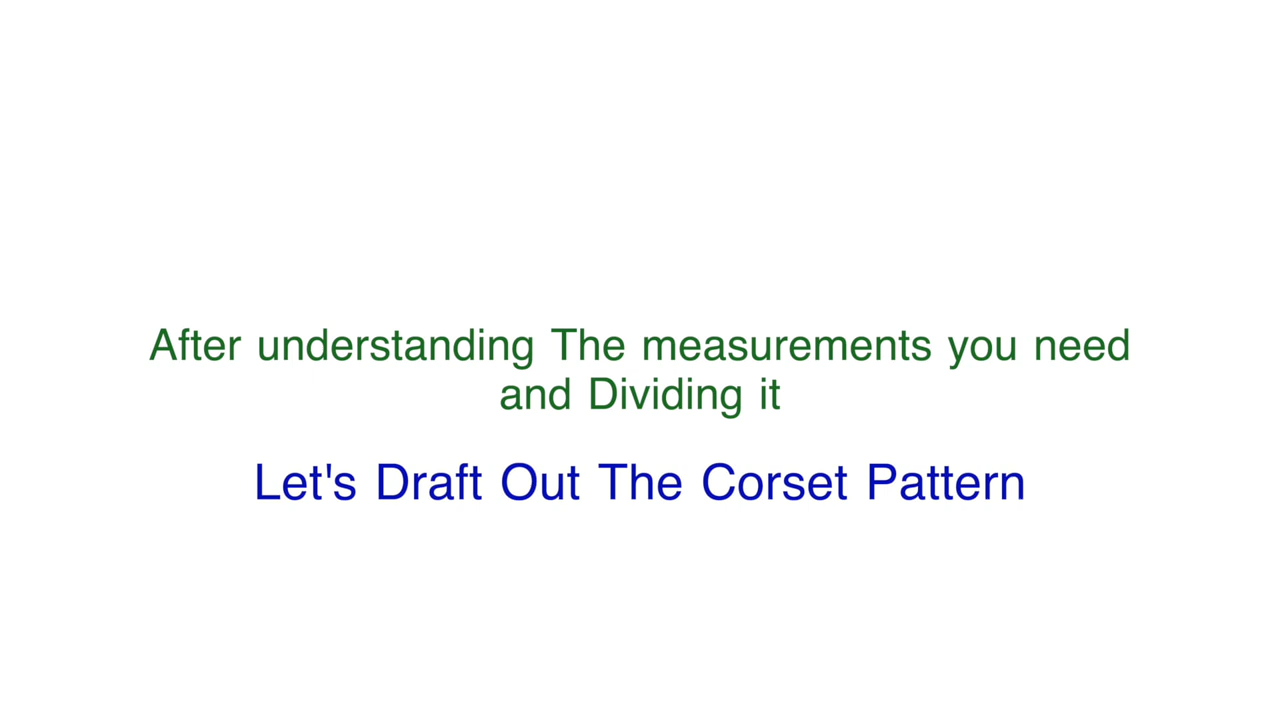 After understanding The measurements you need
and Dividing it
Let's Draft Out The Corset Pattern